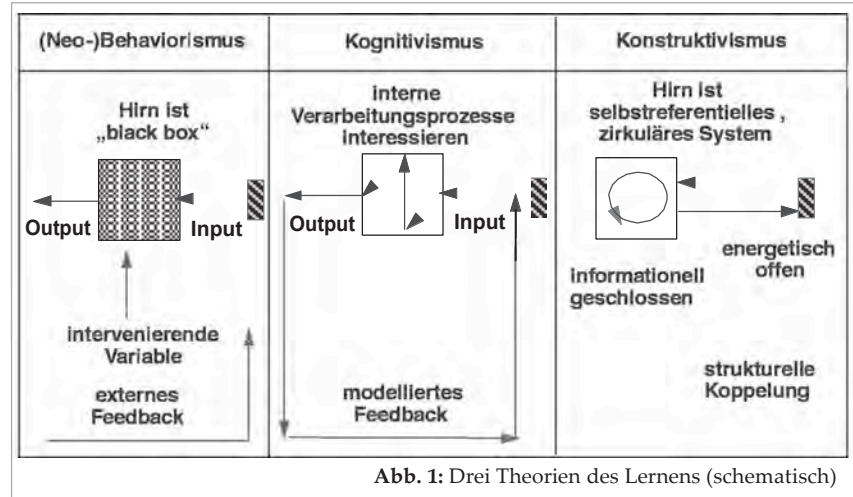 (Neo-)Behaviorismus
Kognitivismus
Konstruktivismus
Hirn ist
„black box“
Output
Input
intervenierende
Variable
externes
Feedback
interne
Verarbeitungsprozesse
interessieren
Output
Input
modelliertes
Feedback
Hirn ist
selbstreferentielles ,
zirkuläres System
energetisch
offen
informationell
geschlossen
strukturelle
Koppelung
Abb. 1: Drei Theorien des Lernens (schematisch)